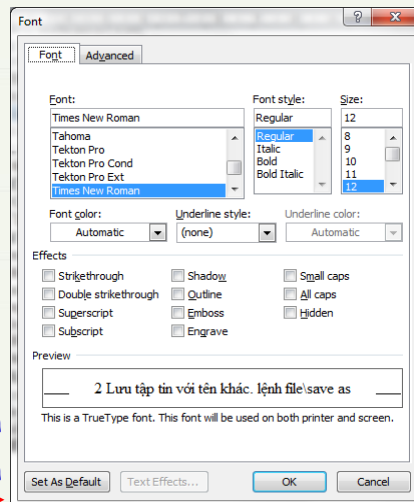 Font
Font Advanced
Font: Font style: Size:
Times New Roman Regular 12
Tahoma Regular 8
Tekton Pro Italic 9
Tekton Pro Cond Bold 10
Tekton Pro Ext Bold Italic 11
Times New Roman 12
Font color: Underline style: Underline color:
Automatic (none) Automatic
Effects
Strikethrough Shadow Small caps
Double strikethrough Outline All caps
Superscript Emboss Hidden
Subscript Engrave
Preview
2 Lưu tập tin với tên khác. lệnh file\save as
This is a TrueType font. This font will be used on both printer and screen.
Set As Default Text Effects... OK Cancel